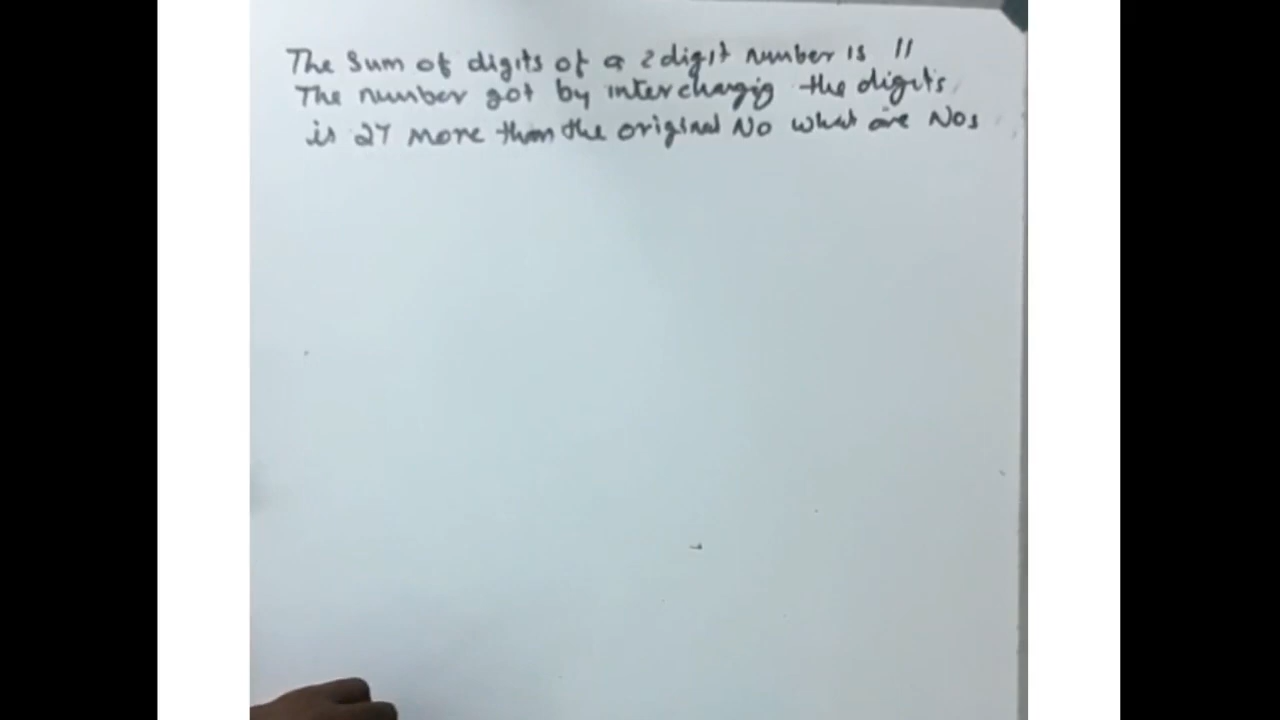 The Sum of digits of a 2 digit number is 11
The number got by interchangig the digits
is 27 more than the original No what are Nos